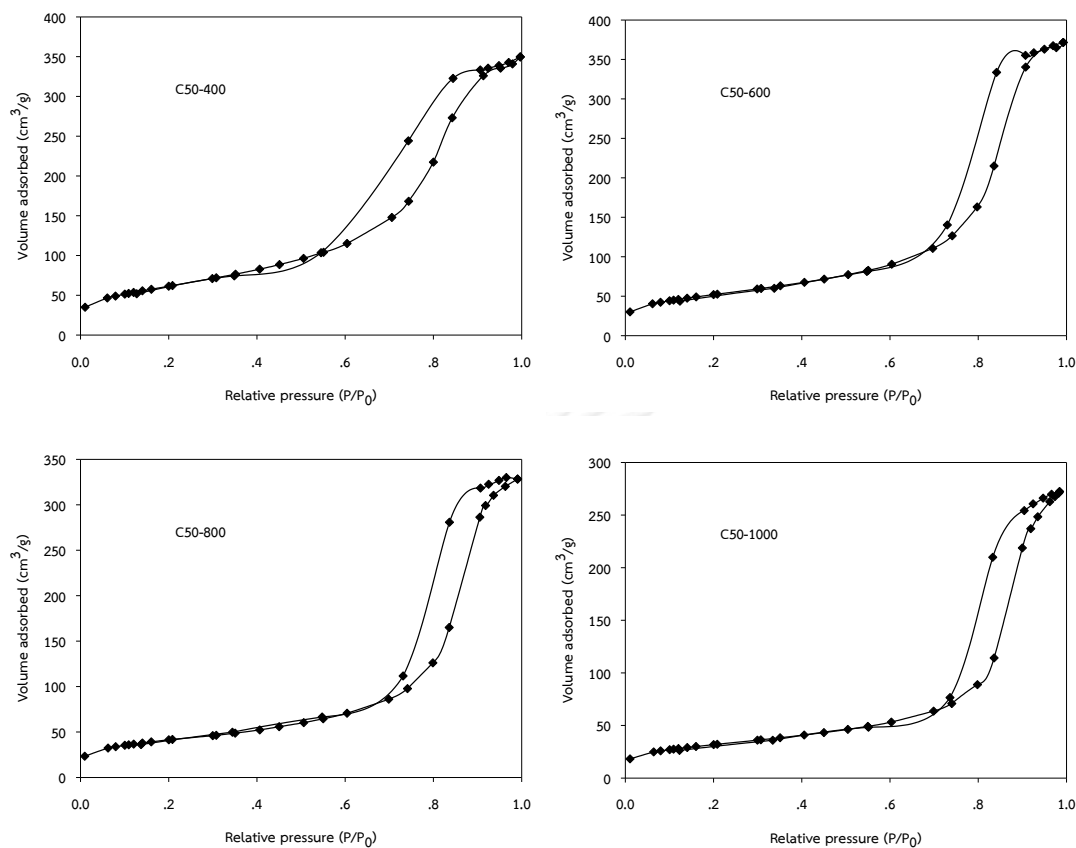 400
350
300
250
200
150
100
50
0
Volume adsorbed (cm³/g)
C50-400
0.0 .2 .4 .6 .8 1.0
Relative pressure (P/P₀)
400
350
300
250
200
150
100
50
0
Volume adsorbed (cm³/g)
C50-600
0.0 .2 .4 .6 .8 1.0
Relative pressure (P/P₀)
350
300
250
200
150
100
50
0
Volume adsorbed (cm³/g)
C50-800
0.0 .2 .4 .6 .8 1.0
Relative pressure (P/P₀)
300
250
200
150
100
50
0
Volume adsorbed (cm³/g)
C50-1000
0.0 .2 .4 .6 .8 1.0
Relative pressure (P/P₀)